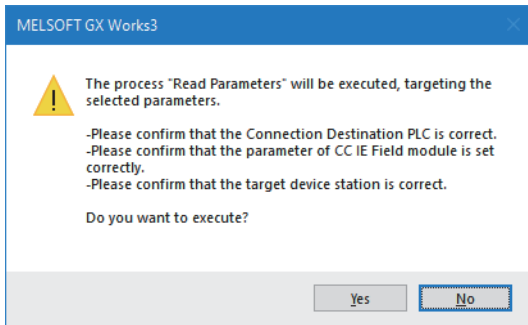 MELSOFT GX Works3
The process "Read Parameters" will be executed, targeting the
selected parameters.
-Please confirm that the Connection Destination PLC is correct.
-Please confirm that the parameter of CC IE Field module is set
correctly.
-Please confirm that the target device station is correct.
Do you want to execute?
Yes No